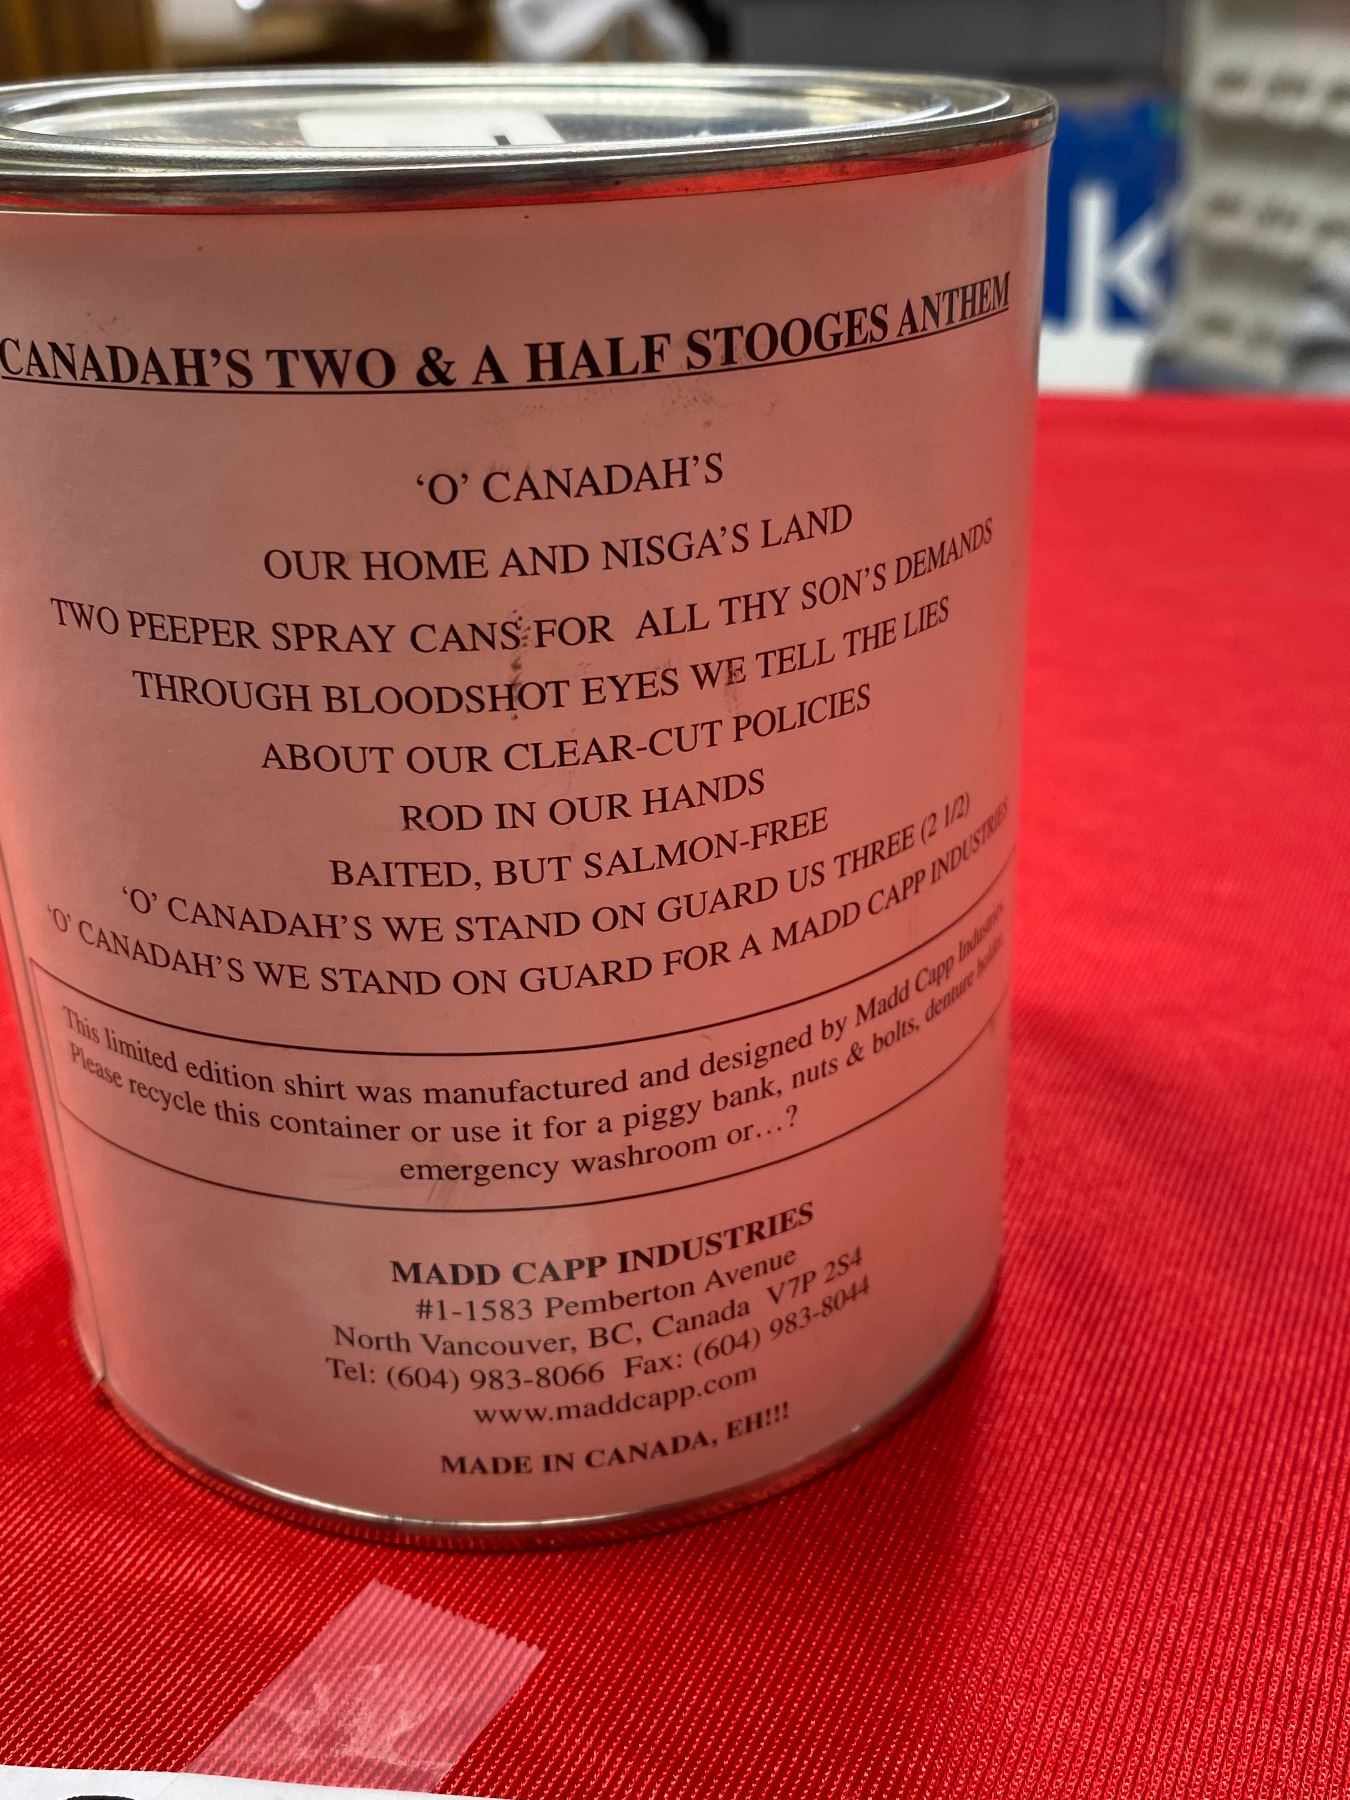 CANADAH'S TWO & A HALF STOOGES ANTHEM
'O' CANADAH'S
OUR HOME AND NISGA'S LAND
TWO PEEPER SPRAY CANS FOR ALL THY SON'S DEMANDS
THROUGH BLOODSHOT EYES WE TELL THE LIES
ABOUT OUR CLEAR-CUT POLICIES
ROD IN OUR HANDS
BAITED, BUT SALMON-FREE
'O' CANADAH'S WE STAND ON GUARD US THREE (2 1/2)
'O' CANADAH'S WE STAND ON GUARD FOR A MADD CAPP INDUSTRIES
This limited edition shirt was manufactured and designed by Madd Capp Industries
Please recycle this container or use it for a piggy bank, nuts & bolts, denture
emergency washroom or...?
MADD CAPP INDUSTRIES
#1-1583 Pemberton Avenue
North Vancouver, BC, Canada V7P 2S4
Tel: (604) 983-8066 Fax: (604) 983-8044
www.maddcapp.com
MADE IN CANADA, EH!!!
k